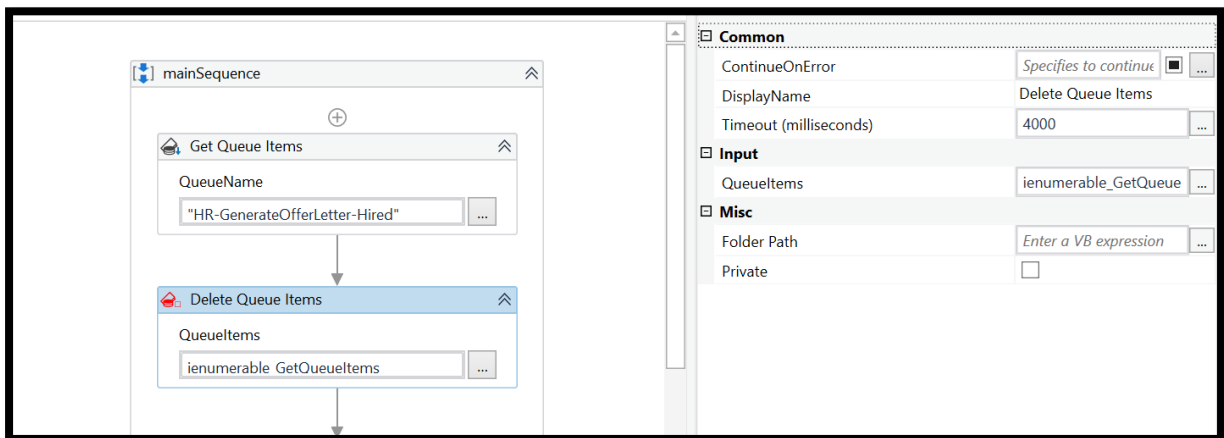 mainSequence
Get Queue Items
QueueName
"HR-GenerateOfferLetter-Hired"
...
Delete Queue Items
QueueItems
ienumerable_GetQueueItems
...
Common
ContinueOnError
Specifies to continue
...
DisplayName
Delete Queue Items
Timeout (milliseconds)
4000
...
Input
QueueItems
ienumerable_GetQueue
...
Misc
Folder Path
Enter a VB expression
...
Private